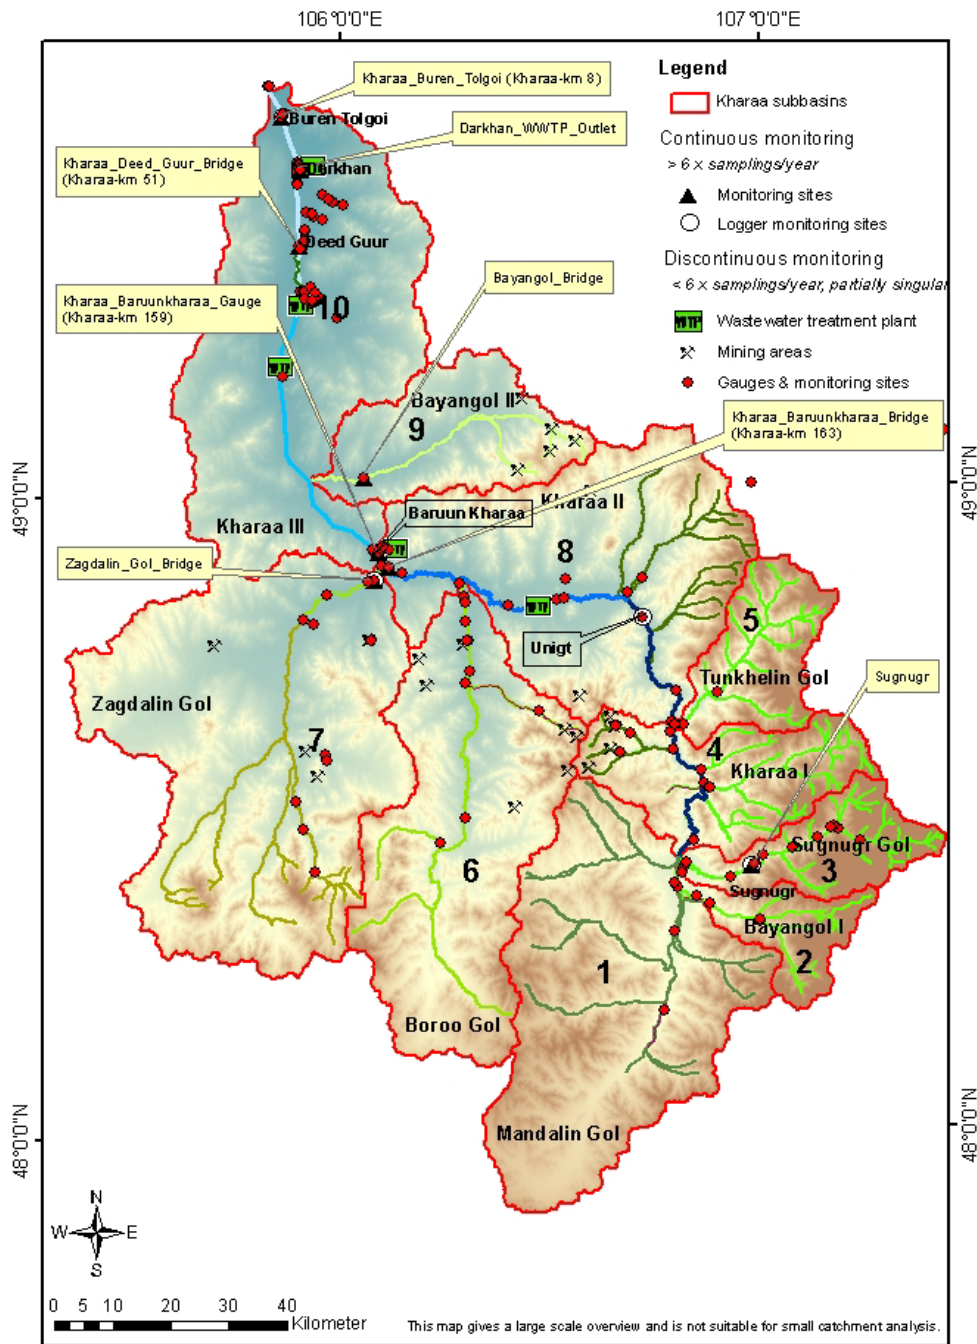 106°0'0"E
107°0'0"E
Kharaa_Buren_Tolgoi (Kharaa-km 8)
Legend
Kharaa subbasins
Buren Tolgoi
Darkhan_WWTP_Outlet
Continuous monitoring
> 6 x samplings/year
Kharaa_Deed_Guur_Bridge
(Kharaa-km 51)
Darkhan
Monitoring sites
Logger monitoring sites
Deed Guur
Discontinuous monitoring
< 6 x samplings/year, partially singular
Bayangol_Bridge
Kharaa_Baruunkharaa_Gauge
(Kharaa-km 159)
10
WTP
WTP
Wastewater treatment plant
Mining areas
WTP
Gauges & monitoring sites
Bayangol II
9
Kharaa_Baruunkharaa_Bridge
(Kharaa-km 163)
49°0'0"N
49°0'0"N
Kharaa II
Baruun Kharaa
Kharaa III
8
Zagdalin_Gol_Bridge
WTP
5
Unigt
Tunkhelin Gol
Sugnugr
Zagdalin Gol
7
4
Kharaa I
Sugnugr Gol
6
3
Sugnugr
Bayangol I
2
1
Boroo Gol
Mandalin Gol
48°0'0"N
48°0'0"N
N
W
E
S
0 5 10 20 30 40
Kilometer
This map gives a large scale overview and is not suitable for small catchment analysis.